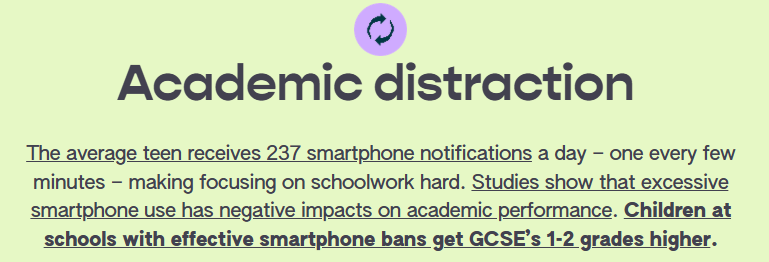 Academic distraction
The average teen receives 237 smartphone notifications a day – one every few
minutes – making focusing on schoolwork hard. Studies show that excessive
smartphone use has negative impacts on academic performance. Children at
schools with effective smartphone bans get GCSE’s 1-2 grades higher.